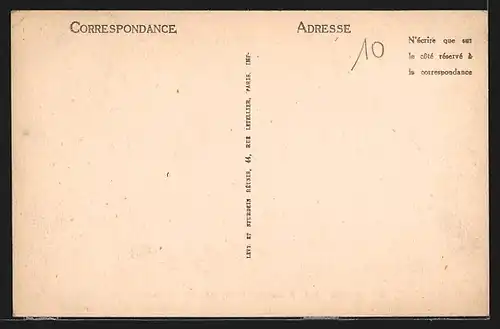 CORRESPONDANCE
ADRESSE
10
N'écrire que sur
le côté réservé à
la correspondance
LEVY ET NEURDEIN RÉUNIS, 44, RUE LETELLIER, PARIS. IMP.